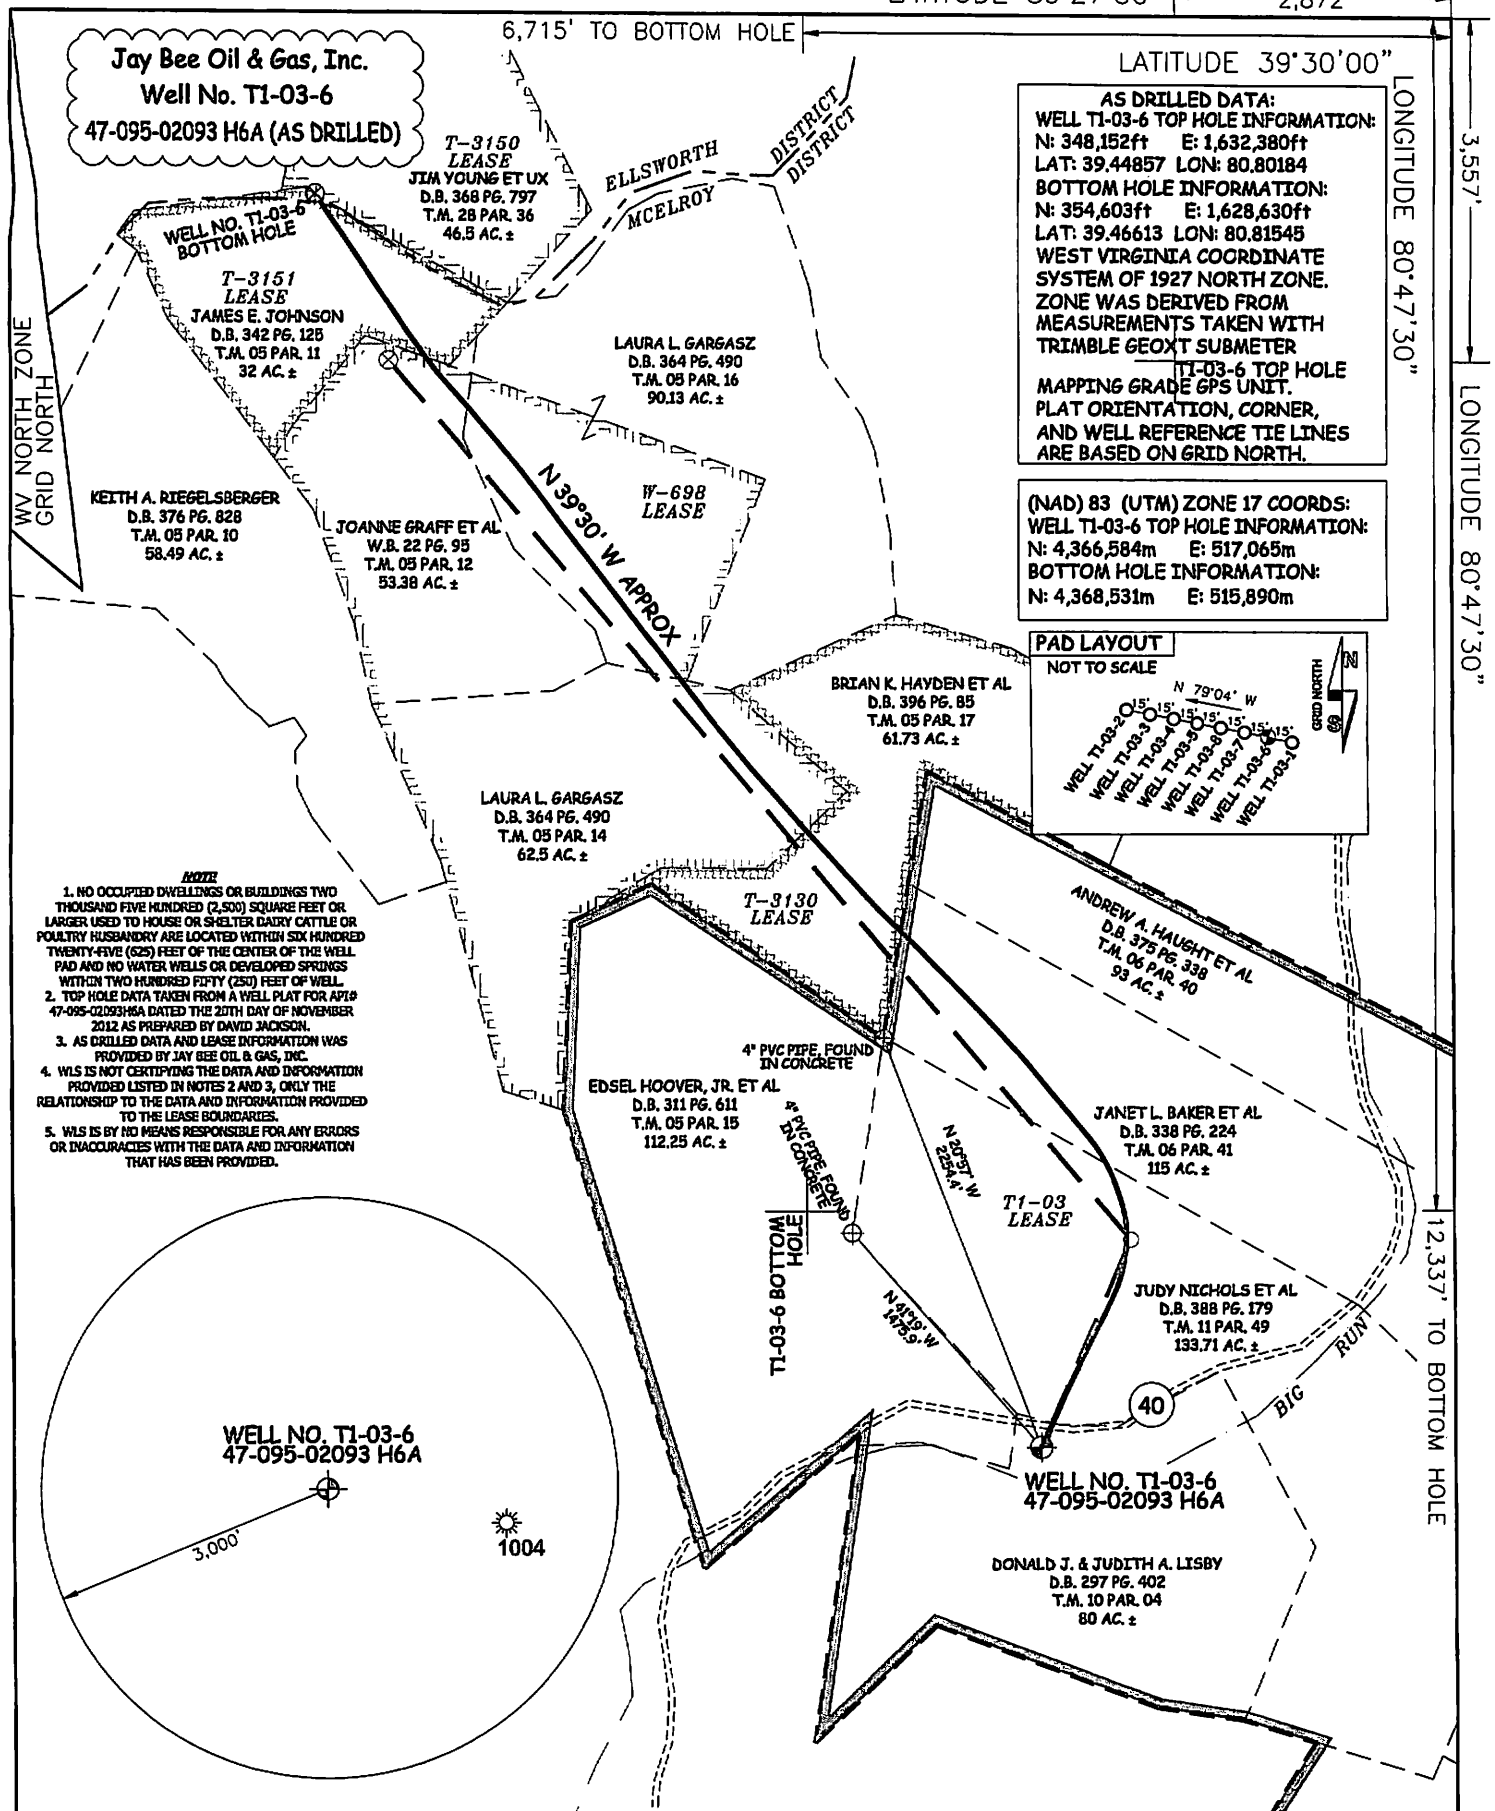 6,715' TO BOTTOM HOLE
2,872
LATITUDE 39°30'00"
LONGITUDE 80°47'30"
3,557'
LONGITUDE 80°47'30"
12,337' TO BOTTOM HOLE
Jay Bee Oil & Gas, Inc.
Well No. T1-03-6
47-095-02093 H6A (AS DRILLED)
T-3150
LEASE
JIM YOUNG ET UX
D.B. 368 PG. 797
T.M. 28 PAR. 36
46.5 AC. ±
ELLSWORTH DISTRICT
MCELROY DISTRICT
AS DRILLED DATA:
WELL T1-03-6 TOP HOLE INFORMATION:
N: 348,152ft E: 1,632,380ft
LAT: 39.44857 LON: 80.80184
BOTTOM HOLE INFORMATION:
N: 354,603ft E: 1,628,630ft
LAT: 39.46613 LON: 80.81545
WEST VIRGINIA COORDINATE
SYSTEM OF 1927 NORTH ZONE.
ZONE WAS DERIVED FROM
MEASUREMENTS TAKEN WITH
TRIMBLE GEOXT SUBMETER
T1-03-6 TOP HOLE
MAPPING GRADE GPS UNIT.
PLAT ORIENTATION, CORNER,
AND WELL REFERENCE TIE LINES
ARE BASED ON GRID NORTH.
(NAD) 83 (UTM) ZONE 17 COORDS:
WELL T1-03-6 TOP HOLE INFORMATION:
N: 4,366,584m E: 517,065m
BOTTOM HOLE INFORMATION:
N: 4,368,531m E: 515,890m
PAD LAYOUT
NOT TO SCALE
N 79°04' W
GRID NORTH
N
15' 15' 15' 15' 15' 15' 15'
WELL T1-03-2
WELL T1-03-3
WELL T1-03-4
WELL T1-03-5
WELL T1-03-8
WELL T1-03-7
WELL T1-03-6
WELL T1-03-1
WELL NO. T1-03-6
BOTTOM HOLE
T-3151
LEASE
JAMES E. JOHNSON
D.B. 342 PG. 125
T.M. 05 PAR. 11
32 AC. ±
WV NORTH ZONE
GRID NORTH
LAURA L. GARGASZ
D.B. 364 PG. 490
T.M. 05 PAR. 16
90.13 AC. ±
KEITH A. RIEGELSBERGER
D.B. 376 PG. 828
T.M. 05 PAR. 10
58.49 AC. ±
JOANNE GRAFF ET AL
W.B. 22 PG. 95
T.M. 05 PAR. 12
53.38 AC. ±
W-698
LEASE
N 39°30' W APPROX
BRIAN K. HAYDEN ET AL
D.B. 396 PG. 85
T.M. 05 PAR. 17
61.73 AC. ±
LAURA L. GARGASZ
D.B. 364 PG. 490
T.M. 05 PAR. 14
62.5 AC. ±
T-3130
LEASE
ANDREW A. HAUGHT ET AL
D.B. 375 PG. 338
T.M. 06 PAR. 40
93 AC. ±
NOTE
1. NO OCCUPIED DWELLINGS OR BUILDINGS TWO
THOUSAND FIVE HUNDRED (2,500) SQUARE FEET OR
LARGER USED TO HOUSE OR SHELTER DAIRY CATTLE OR
POULTRY HUSBANDRY ARE LOCATED WITHIN SIX HUNDRED
TWENTY-FIVE (625) FEET OF THE CENTER OF THE WELL
PAD AND NO WATER WELLS OR DEVELOPED SPRINGS
WITHIN TWO HUNDRED FIFTY (250) FEET OF WELL.
2. TOP HOLE DATA TAKEN FROM A WELL PLAT FOR API#
47-095-02093H6A DATED THE 20TH DAY OF NOVEMBER
2012 AS PREPARED BY DAVID JACKSON.
3. AS DRILLED DATA AND LEASE INFORMATION WAS
PROVIDED BY JAY BEE OIL & GAS, INC.
4. WLS IS NOT CERTIFYING THE DATA AND INFORMATION
PROVIDED LISTED IN NOTES 2 AND 3, ONLY THE
RELATIONSHIP TO THE DATA AND INFORMATION PROVIDED
TO THE LEASE BOUNDARIES.
5. WLS IS BY NO MEANS RESPONSIBLE FOR ANY ERRORS
OR INACCURACIES WITH THE DATA AND INFORMATION
THAT HAS BEEN PROVIDED.
4" PVC PIPE, FOUND
IN CONCRETE
EDSEL HOOVER, JR. ET AL
D.B. 311 PG. 611
T.M. 05 PAR. 15
112.25 AC. ±
4" PVC PIPE, FOUND
IN CONCRETE
N 20°57' W
2254.4'
JANET L. BAKER ET AL
D.B. 338 PG. 224
T.M. 06 PAR. 41
115 AC. ±
T1-03
LEASE
T1-03-6 BOTTOM
HOLE
N 41°19' W
1475.9'
JUDY NICHOLS ET AL
D.B. 388 PG. 179
T.M. 11 PAR. 49
133.71 AC. ±
BIG RUN
40
WELL NO. T1-03-6
47-095-02093 H6A
WELL NO. T1-03-6
47-095-02093 H6A
3,000'
1004
DONALD J. & JUDITH A. LISBY
D.B. 297 PG. 402
T.M. 10 PAR. 04
80 AC. ±